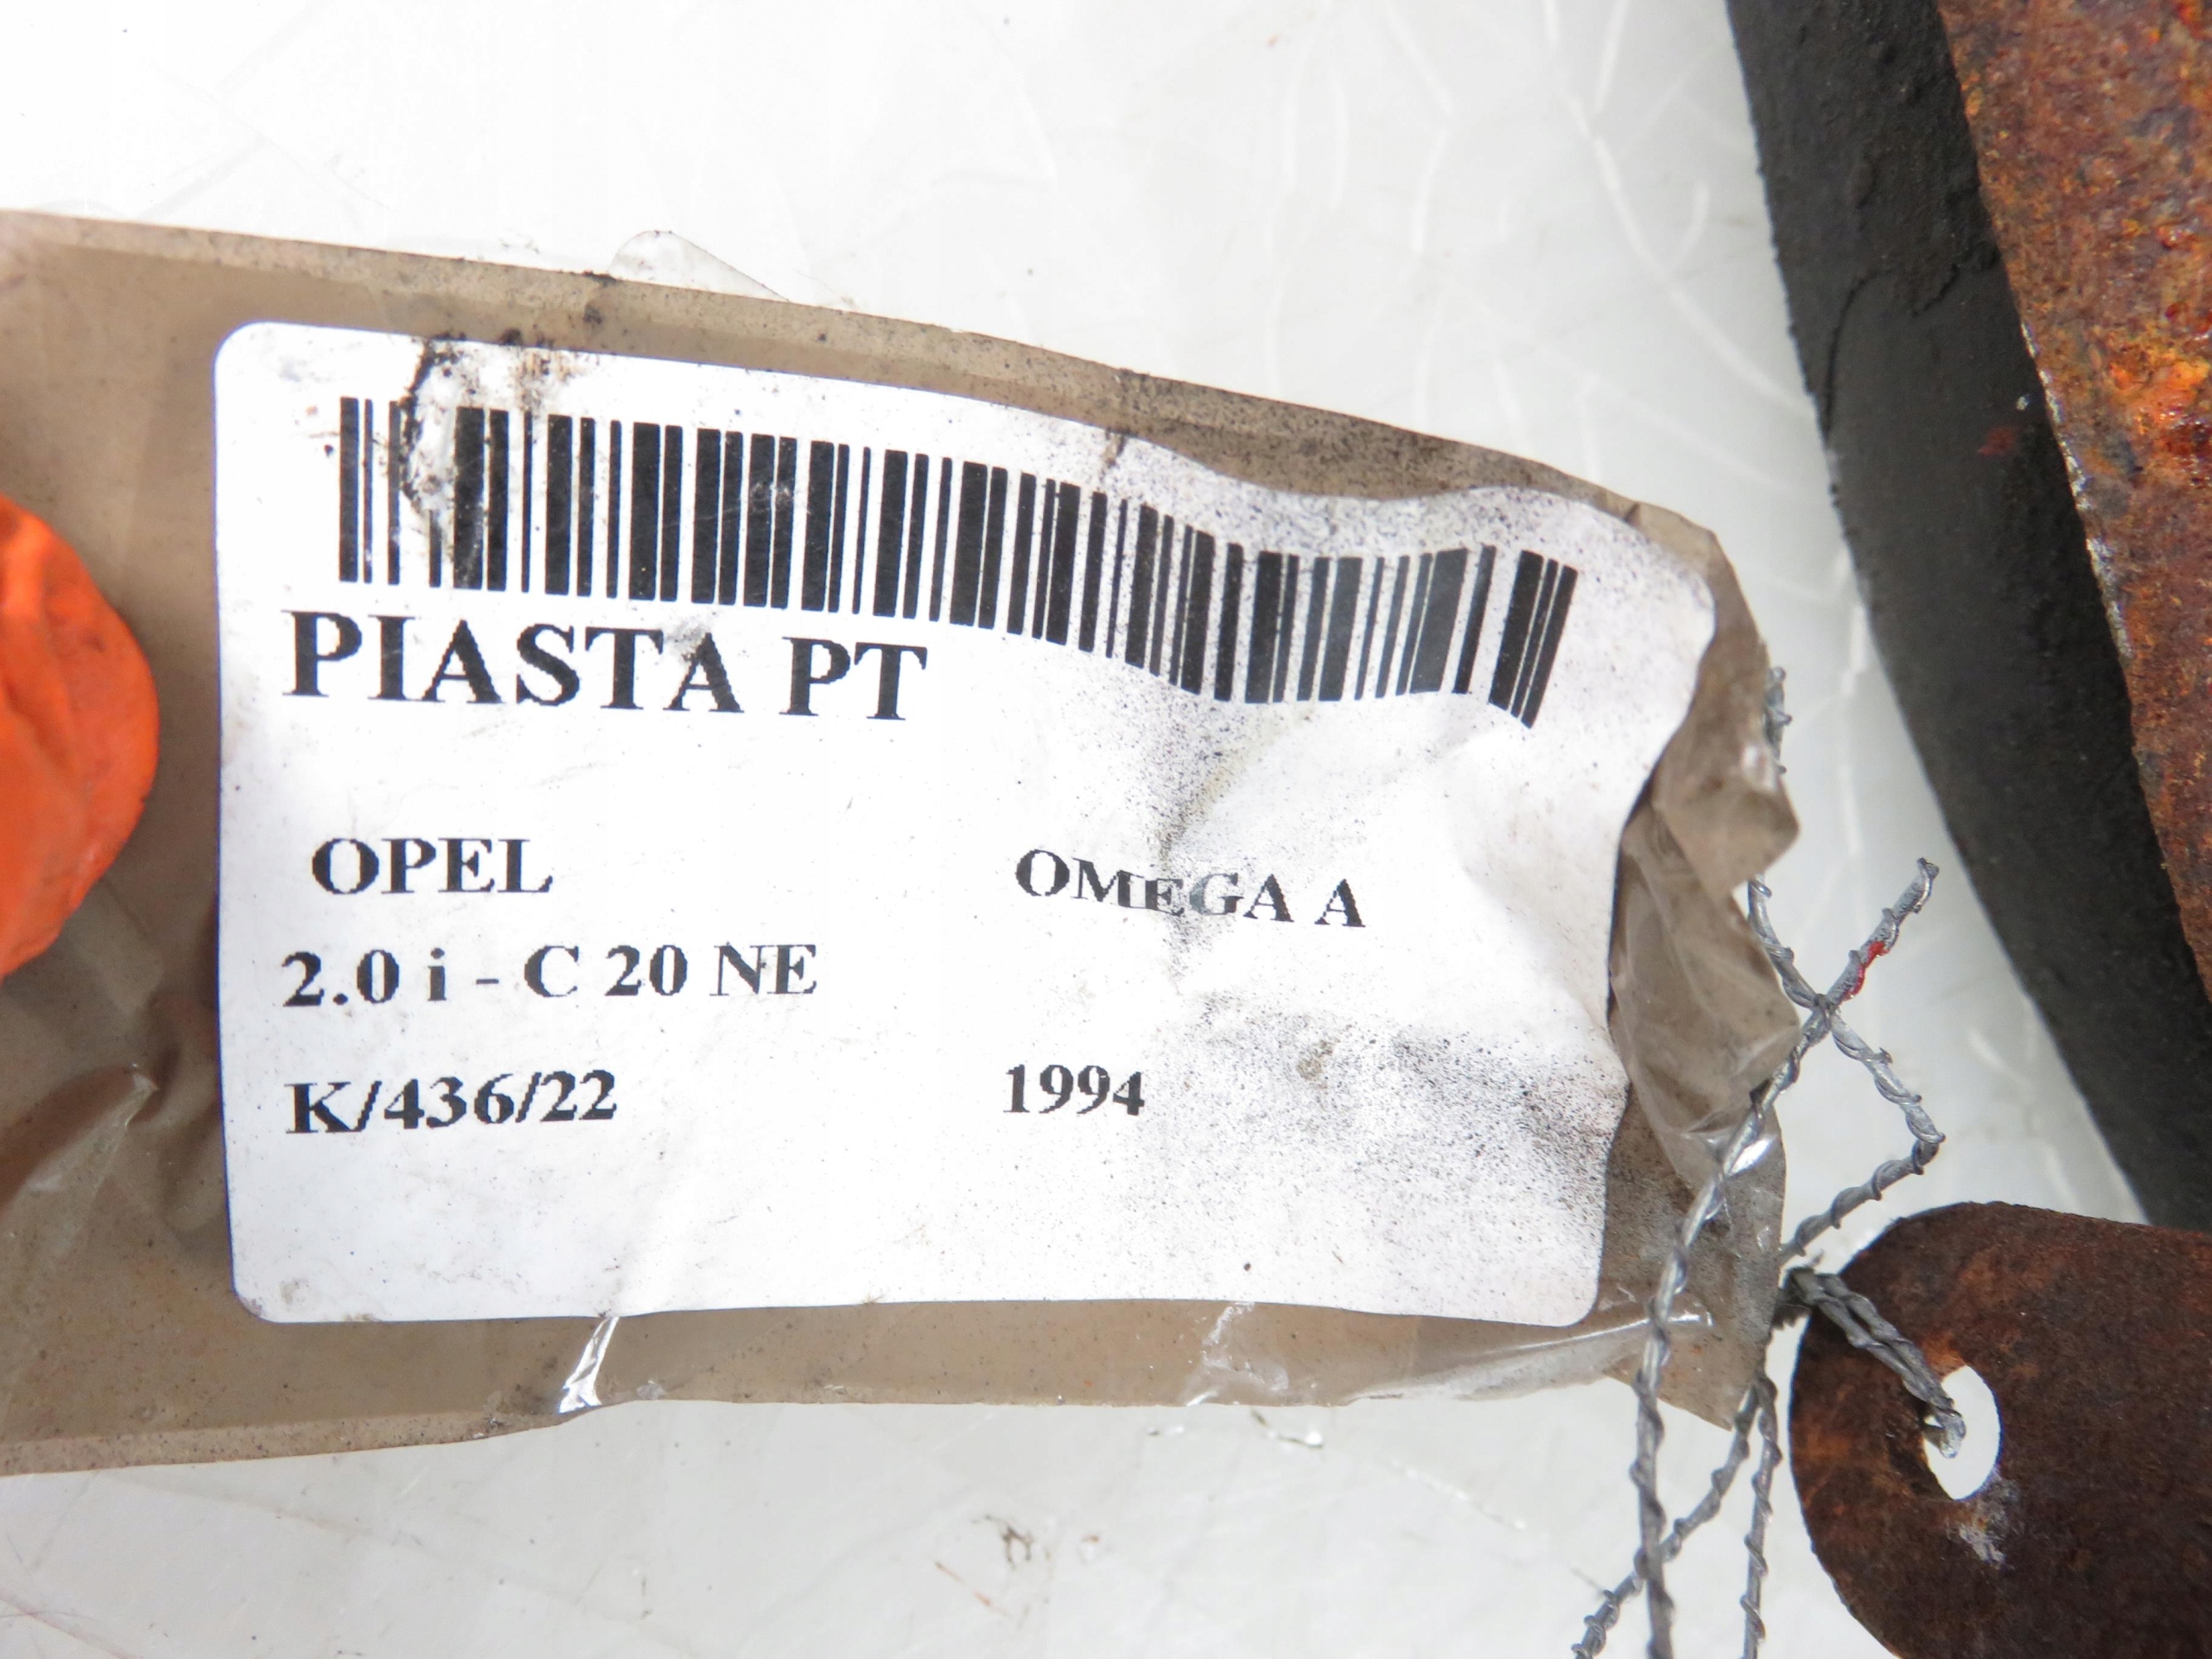 PIASTA PT
OPEL OMEGA A
2.0 i - C 20 NE
K/436/22 1994